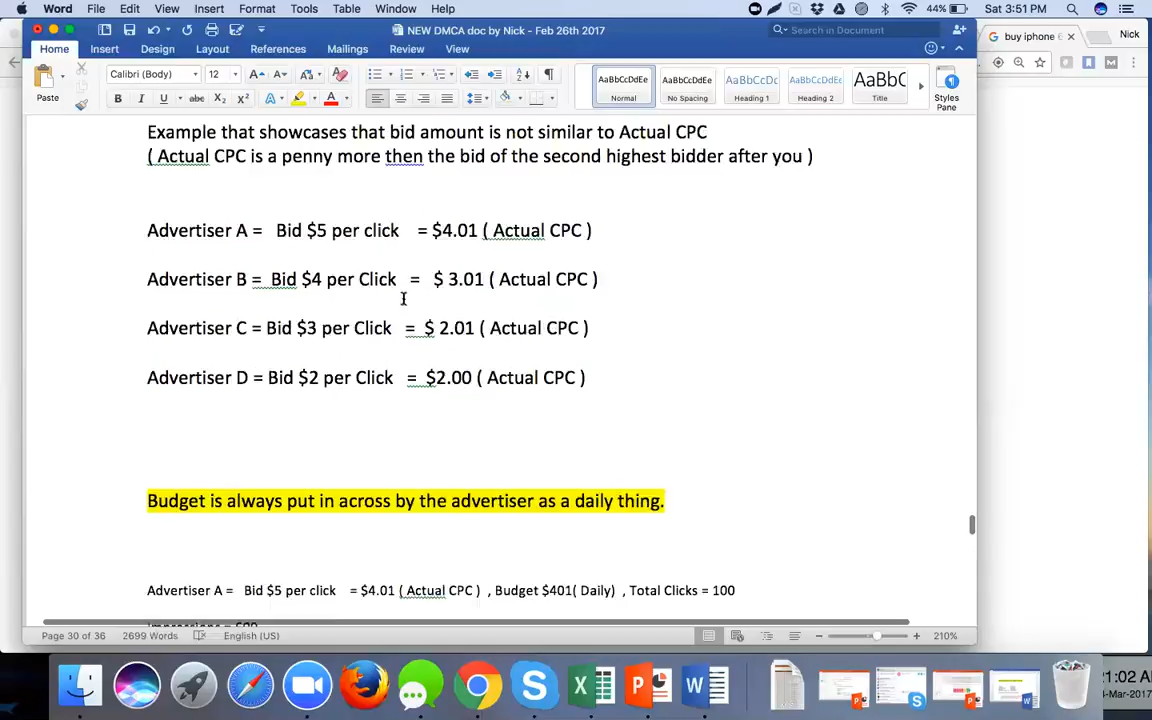 Word File Edit View Insert Format Tools Table Window Help 44% Sat 3:51 PM
NEW DMCA doc by Nick - Feb 26th 2017
Search in Document
buy iphone 6
Nick
Home Insert Design Layout References Mailings Review View
Calibri (Body) 12
Paste
AaBbCcDdEe AaBbCcDdEe AaBbCcDc AaBbCcDdEe AaBbC
Normal No Spacing Heading 1 Heading 2 Title
Styles
Pane
Example that showcases that bid amount is not similar to Actual CPC
( Actual CPC is a penny more then the bid of the second highest bidder after you )
Advertiser A = Bid $5 per click = $4.01 ( Actual CPC )
Advertiser B = Bid $4 per Click = $ 3.01 ( Actual CPC )
Advertiser C = Bid $3 per Click = $ 2.01 ( Actual CPC )
Advertiser D = Bid $2 per Click = $2.00 ( Actual CPC )
Budget is always put in across by the advertiser as a daily thing.
Advertiser A = Bid $5 per click = $4.01 ( Actual CPC ) , Budget $401( Daily) , Total Clicks = 100
Page 30 of 36 2699 Words English (US) 210%